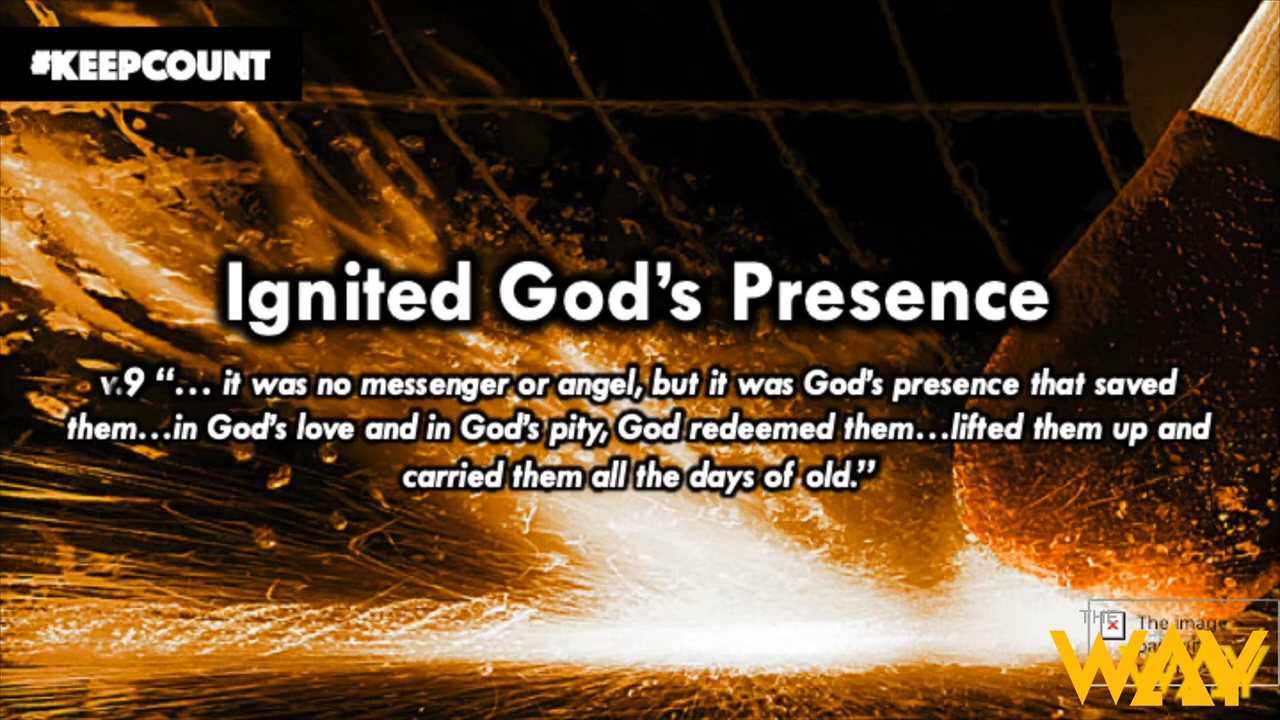 #KEEPCOUNT
Ignited God’s Presence
v.9 “… it was no messenger or angel, but it was God’s presence that saved
them…in God’s love and in God’s pity, God redeemed them…lifted them up and
carried them all the days of old.”
THE
The image
WAY